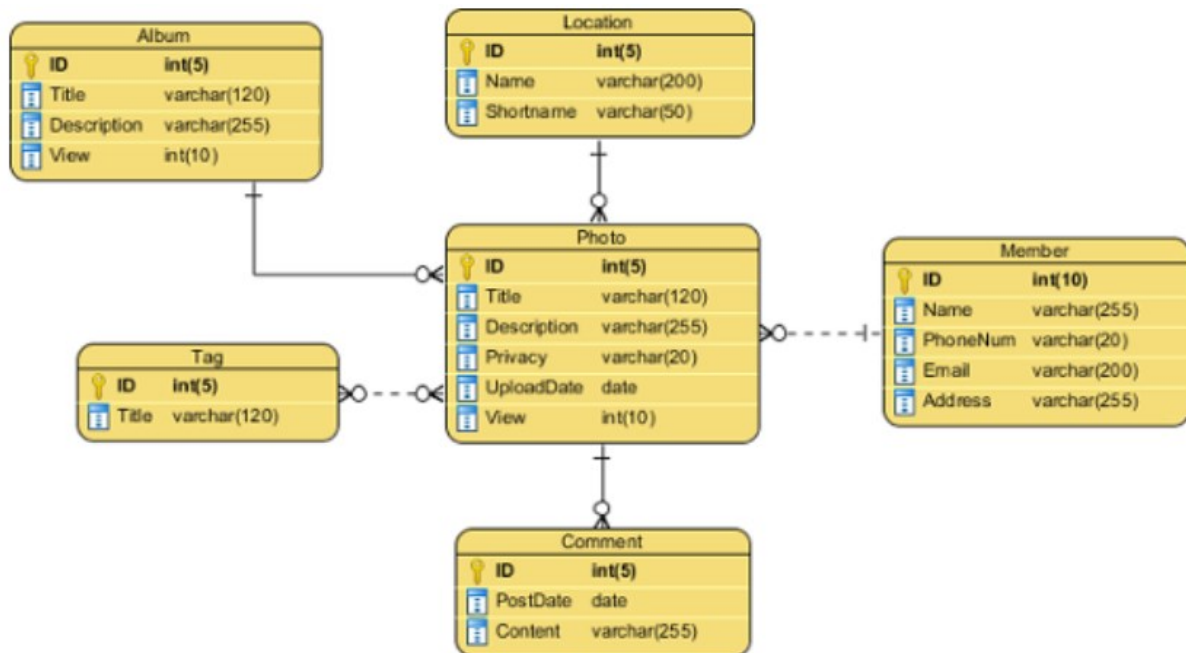 Album
ID int(5)
Title varchar(120)
Description varchar(255)
View int(10)
Location
ID int(5)
Name varchar(200)
Shortname varchar(50)
Photo
ID int(5)
Title varchar(120)
Description varchar(255)
Privacy varchar(20)
UploadDate date
View int(10)
Member
ID int(10)
Name varchar(255)
PhoneNum varchar(20)
Email varchar(200)
Address varchar(255)
Tag
ID int(5)
Title varchar(120)
Comment
ID int(5)
PostDate date
Content varchar(255)